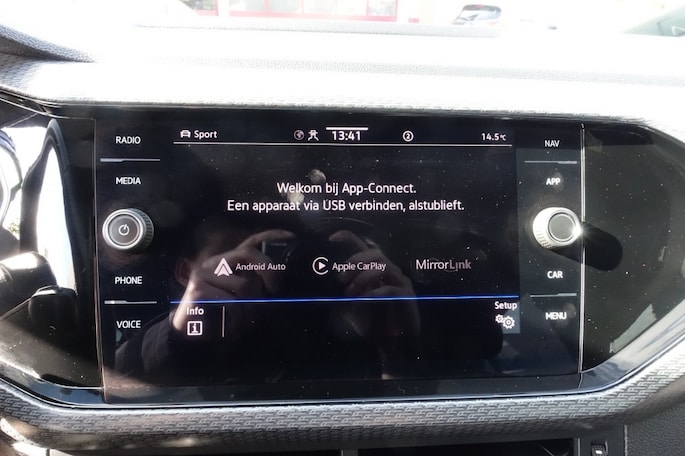 RADIO
MEDIA
PHONE
VOICE
Sport 13:41 2 14.5°C
Welkom bij App-Connect.
Een apparaat via USB verbinden, alstublieft.
Android Auto Apple CarPlay MirrorLink
Info
i
Setup
NAV
APP
CAR
MENU